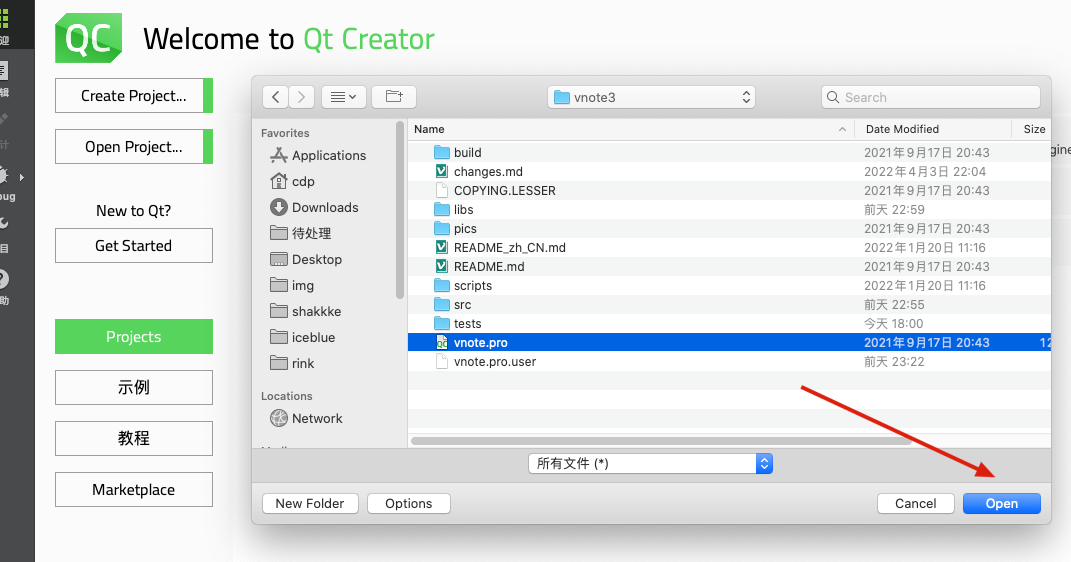 QC Welcome to Qt Creator
迎
Create Project...
Open Project...
New to Qt?
Get Started
Projects
示例
教程
Marketplace
辑
计
bug
目
助
vnote3
Search
Favorites
Applications
cdp
Downloads
待处理
Desktop
img
shakkke
iceblue
rink
Locations
Network
Name Date Modified Size
build 2021年9月17日 20:43
changes.md 2022年4月3日 22:04
COPYING.LESSER 2021年9月17日 20:43
libs 前天 22:59
pics 2021年9月17日 20:43
README_zh_CN.md 2022年1月20日 11:16
README.md 2021年9月17日 20:43
scripts 2022年1月20日 11:16
src 前天 22:55
tests 今天 18:00
QC vnote.pro 2021年9月17日 20:43 12
vnote.pro.user 前天 23:22
所有文件 (*)
New Folder Options Cancel Open
gine